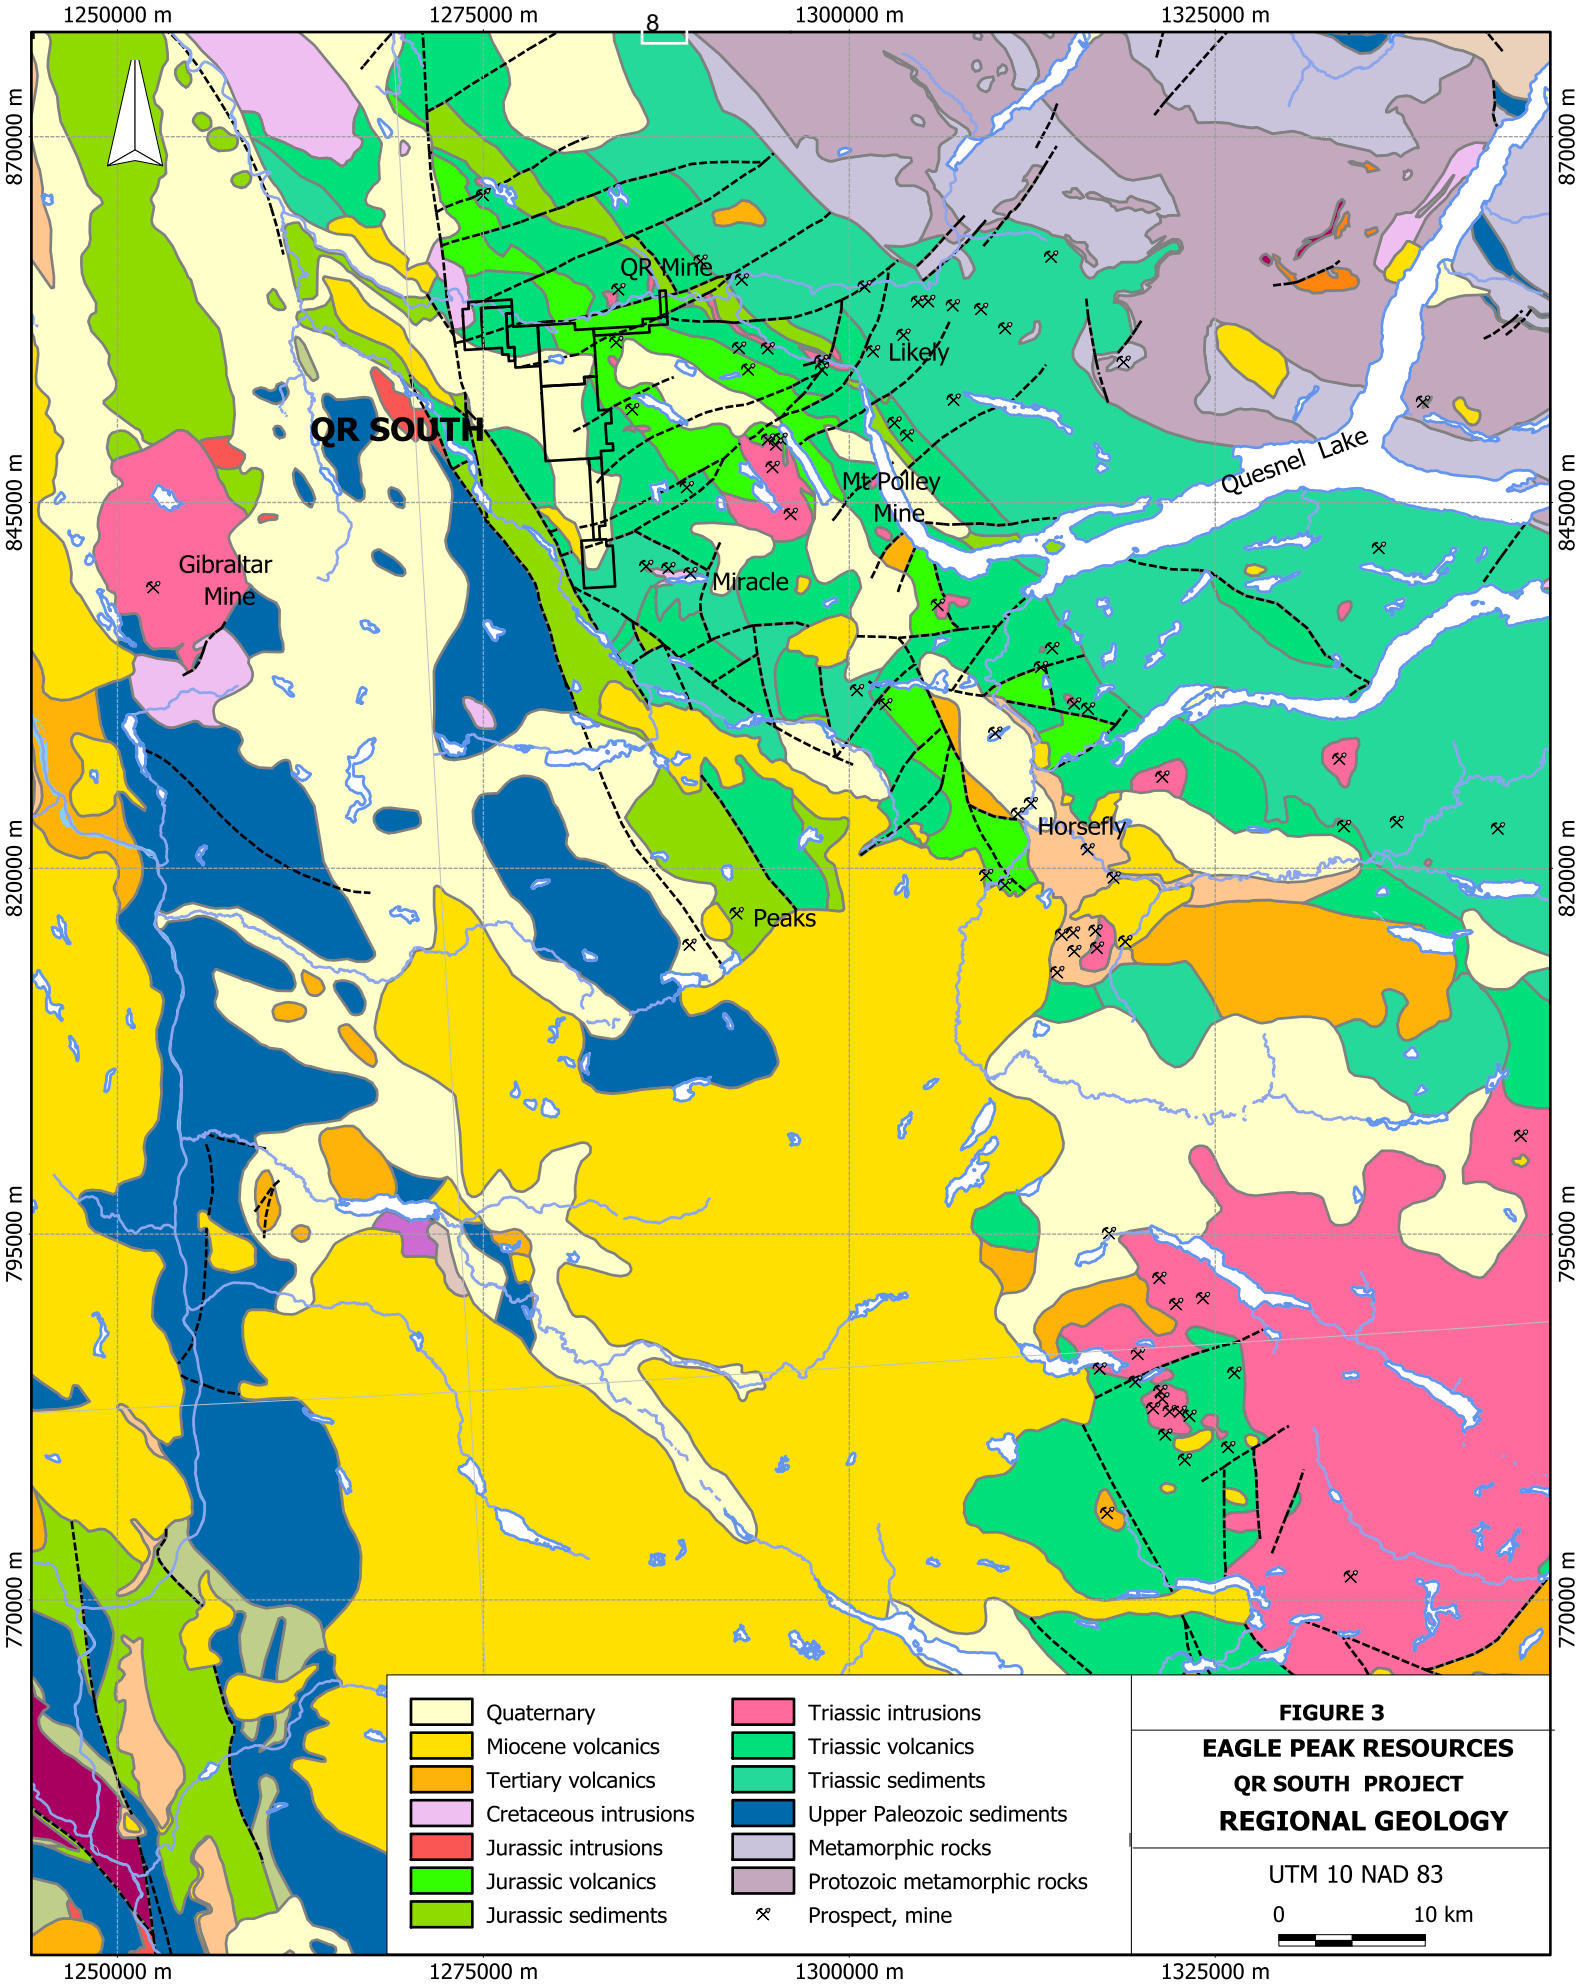 1250000 m
1275000 m
8
1300000 m
1325000 m
870000 m
870000 m
QR Mine
Likely
QR SOUTH
Quesnel Lake
845000 m
845000 m
Mt Polley
Mine
Gibraltar
Mine
Miracle
820000 m
820000 m
Horsefly
Peaks
795000 m
795000 m
770000 m
770000 m
Quaternary
Miocene volcanics
Tertiary volcanics
Cretaceous intrusions
Jurassic intrusions
Jurassic volcanics
Jurassic sediments
Triassic intrusions
Triassic volcanics
Triassic sediments
Upper Paleozoic sediments
Metamorphic rocks
Protozoic metamorphic rocks
Prospect, mine
FIGURE 3
EAGLE PEAK RESOURCES
QR SOUTH PROJECT
REGIONAL GEOLOGY
UTM 10 NAD 83
0 10 km
1250000 m
1275000 m
1300000 m
1325000 m